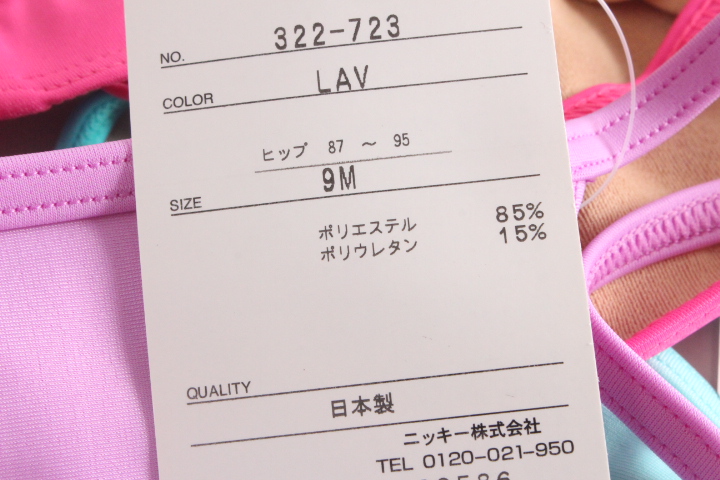 NO. 322-723
COLOR LAV
ヒップ 87 ～ 95
SIZE 9M
ポリエステル 85%
ポリウレタン 15%
QUALITY
日本製
ニッキー株式会社
TEL 0120-021-950